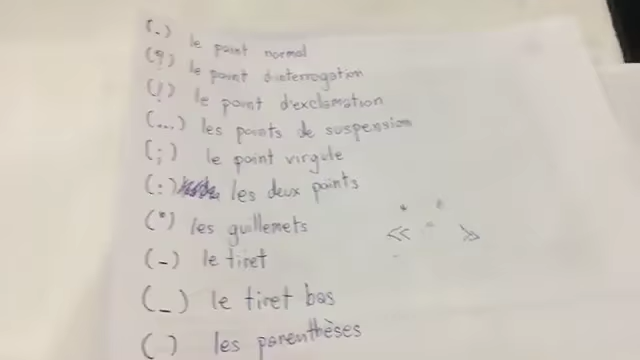 (.) le point normal
(?) le point d'interrogation
(!) le point d'exclamation
(...) les points de suspension
(;) le point virgule
(:) les deux points
(") les guillemets << >>
(-) le tiret
(_) le tiret bas
( ) les parenthèses